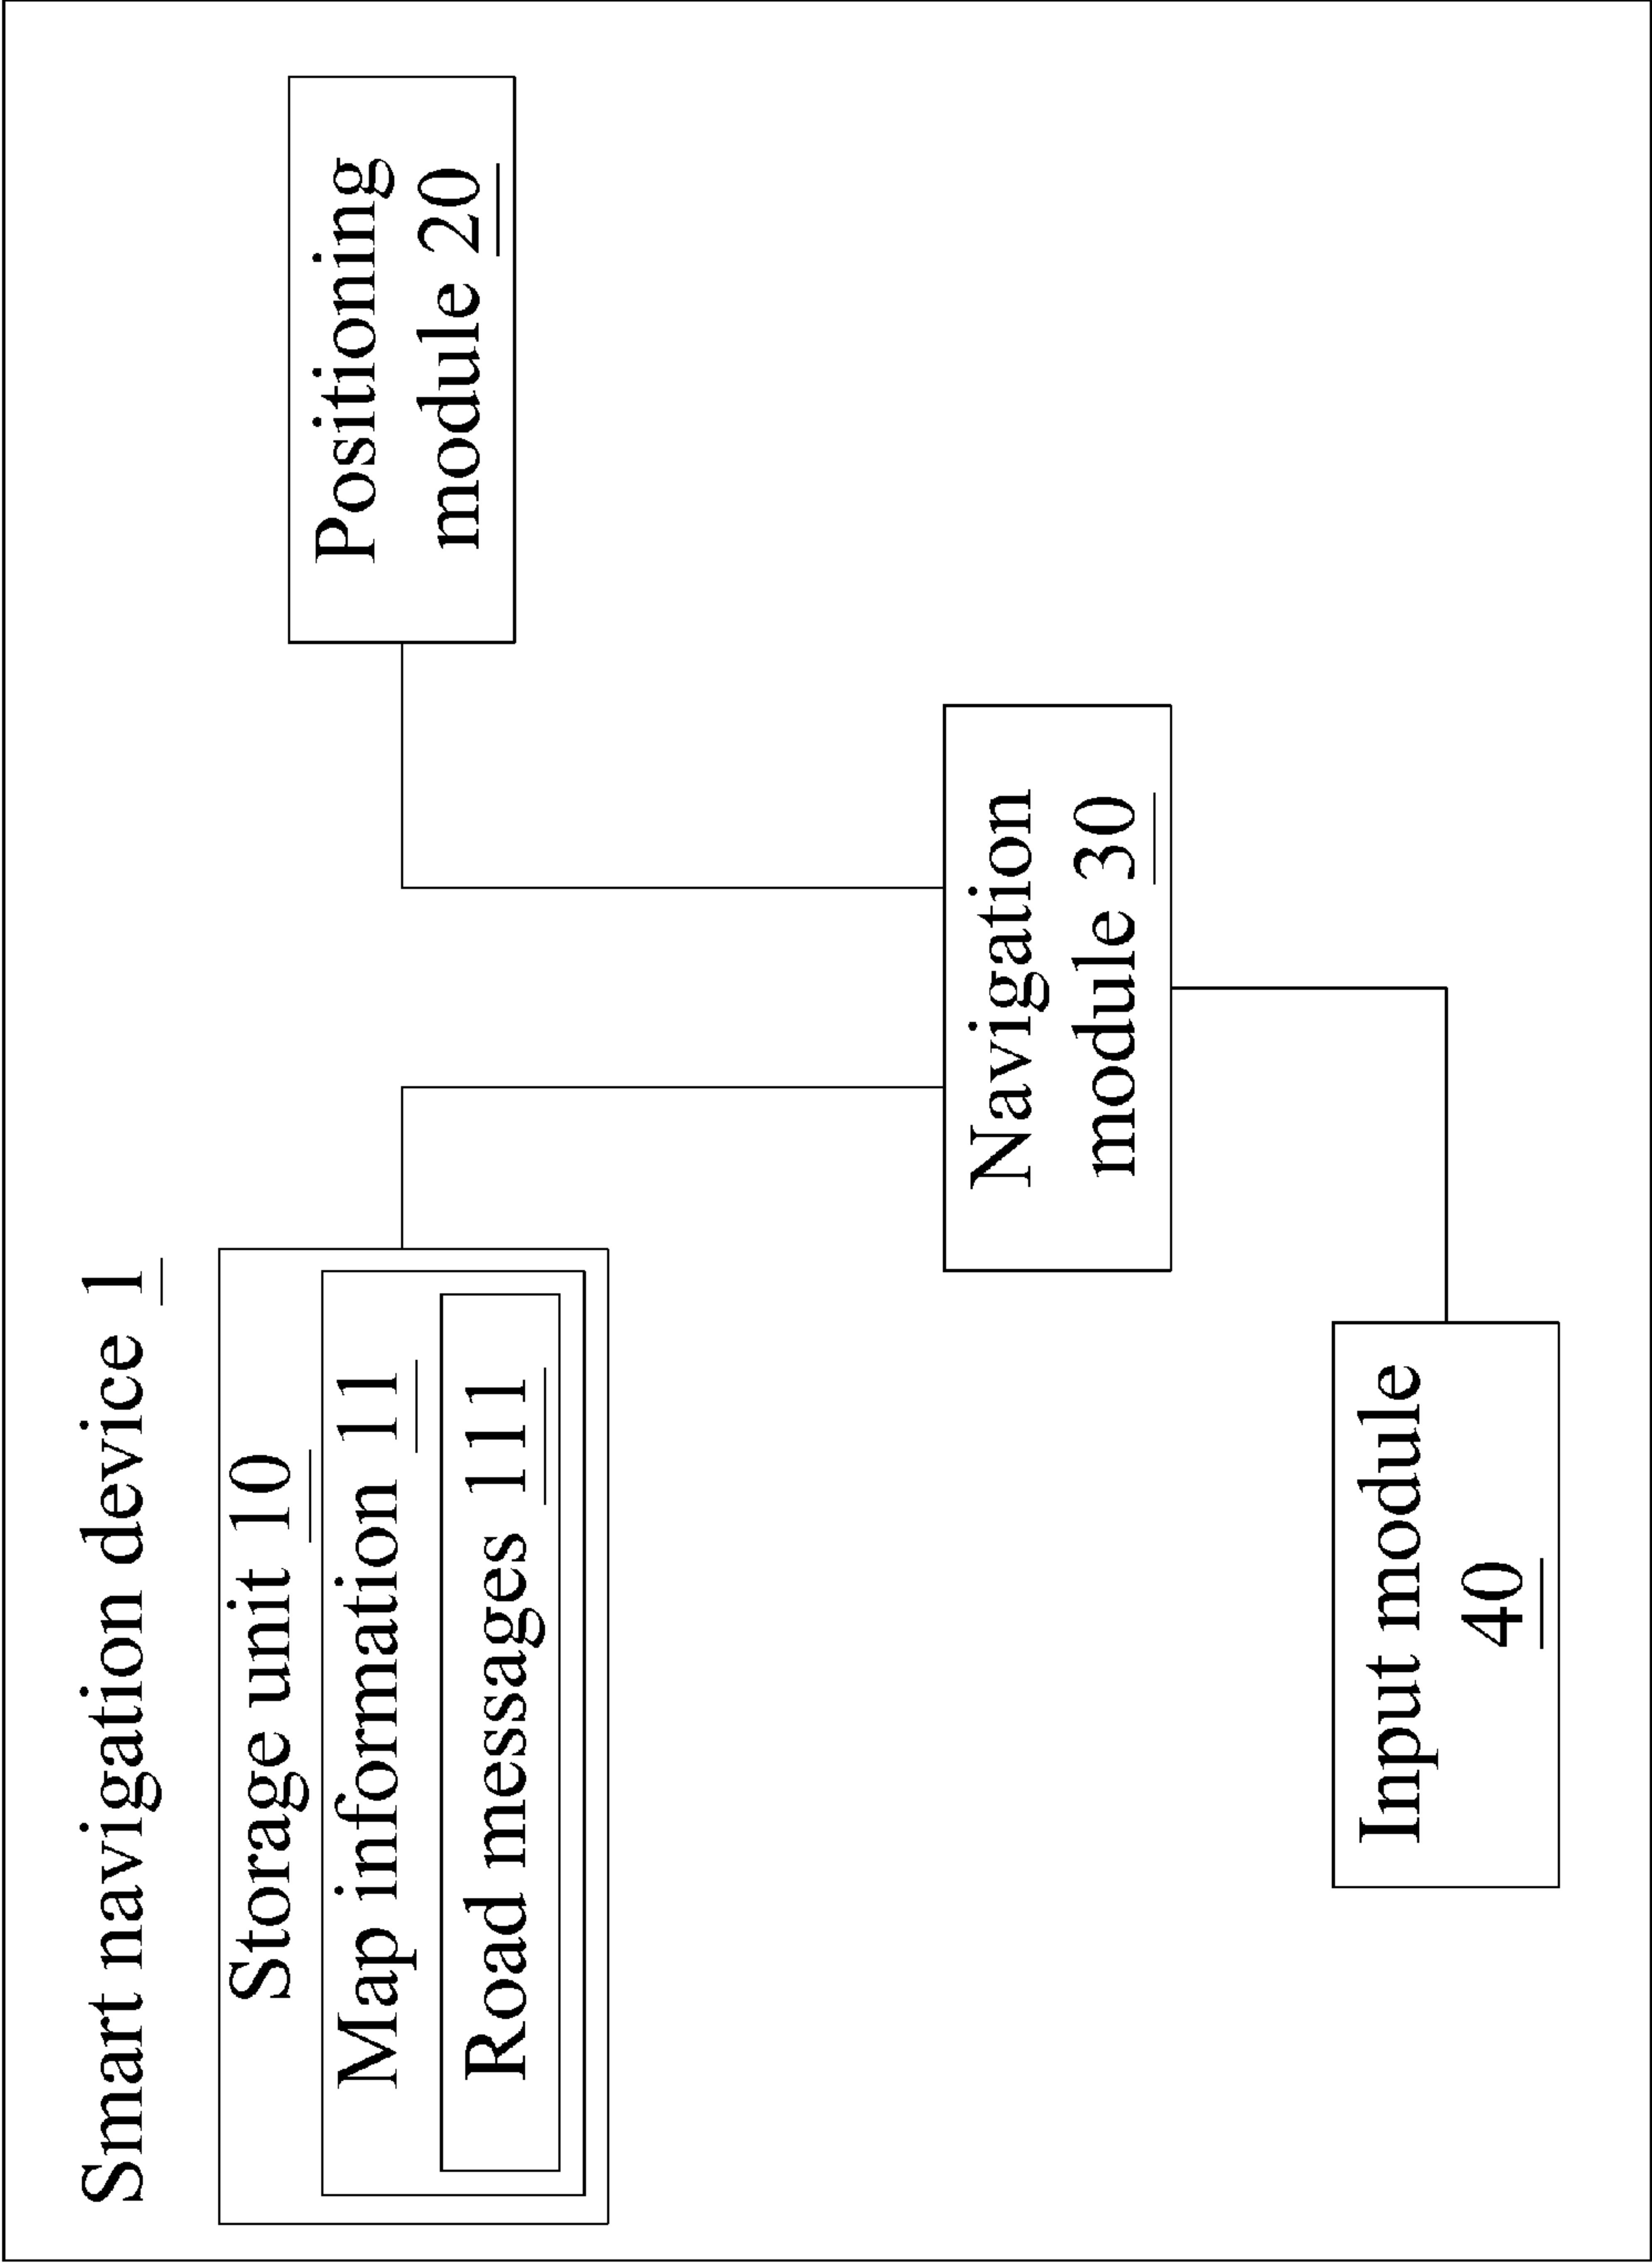 Smart navigation device 1
Storage unit 10
Map information 11
Road messages 111
Positioning
module 20
Navigation
module 30
Input module
40